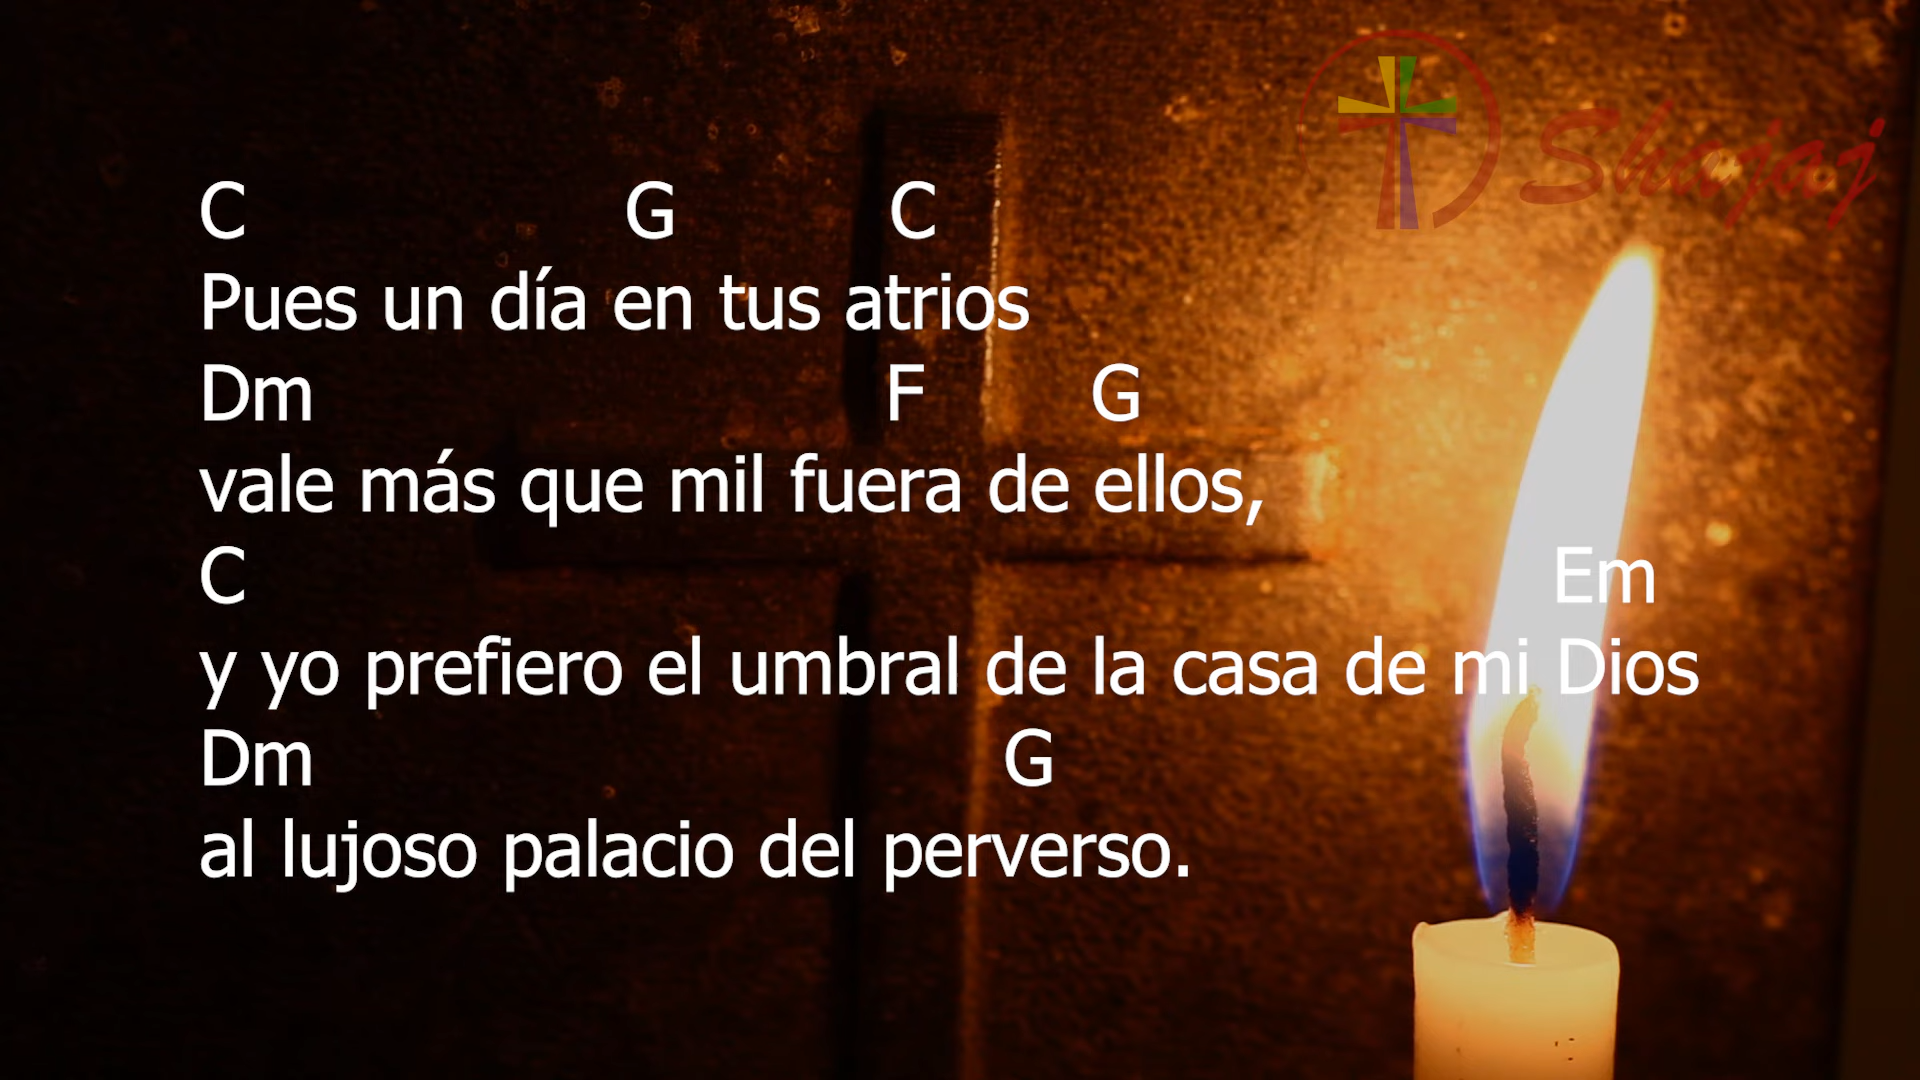 Shajaj
C G C
Pues un día en tus atrios
Dm F G
vale más que mil fuera de ellos,
C Em
y yo prefiero el umbral de la casa de mi Dios
Dm G
al lujoso palacio del perverso.